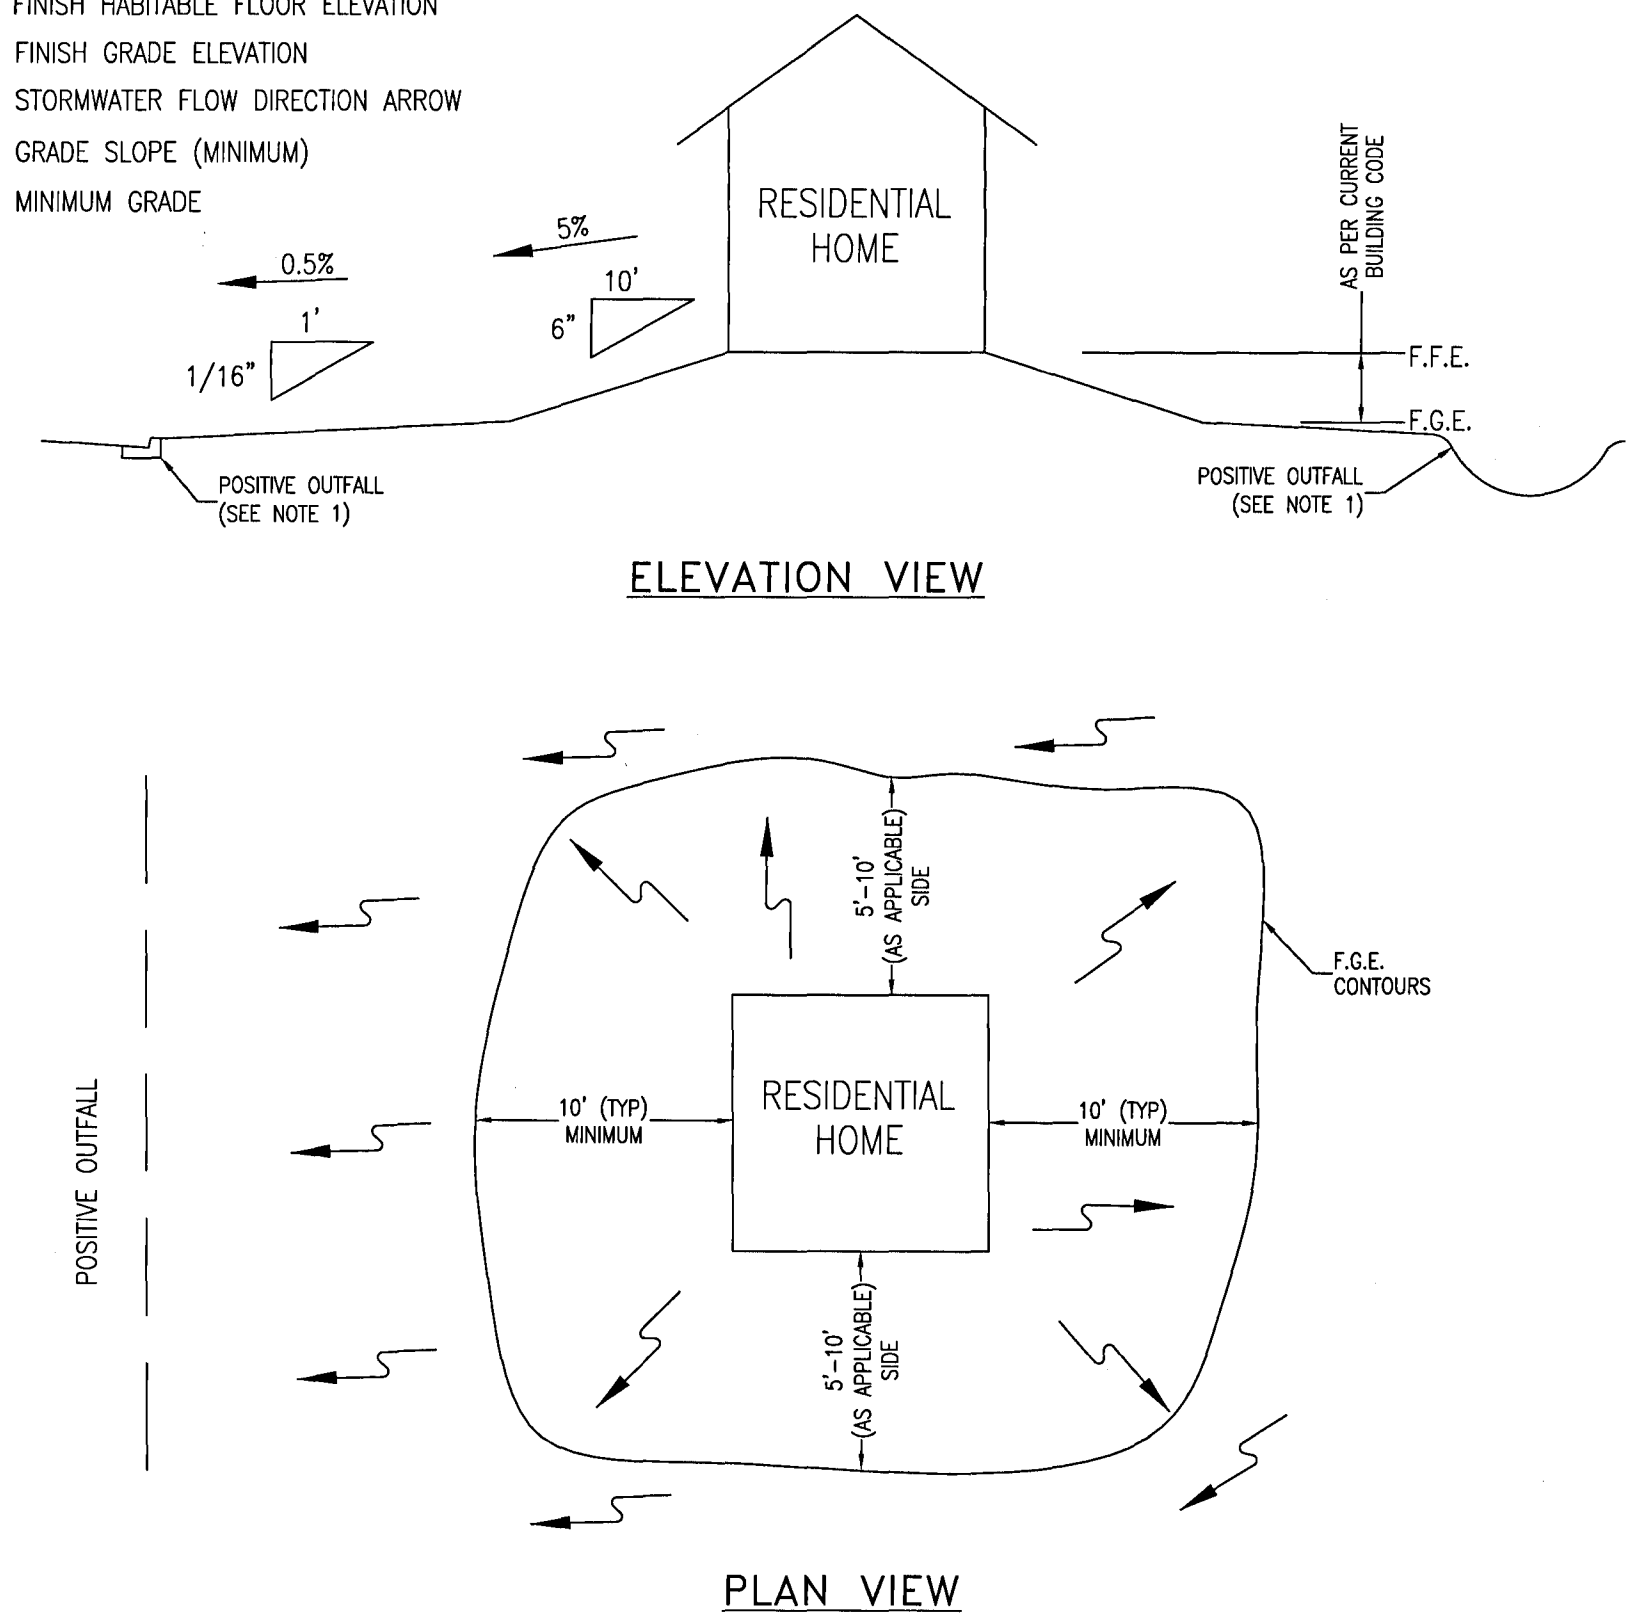 FINISH HABITABLE FLOOR ELEVATION
FINISH GRADE ELEVATION
STORMWATER FLOW DIRECTION ARROW
GRADE SLOPE (MINIMUM)
MINIMUM GRADE
0.5%
5%
1'
1/16"
10'
6"
RESIDENTIAL
HOME
AS PER CURRENT
BUILDING CODE
F.F.E.
F.G.E.
POSITIVE OUTFALL
(SEE NOTE 1)
POSITIVE OUTFALL
(SEE NOTE 1)
ELEVATION VIEW
5'-10'
(AS APPLICABLE)
SIDE
F.G.E.
CONTOURS
POSITIVE OUTFALL
10' (TYP)
MINIMUM
RESIDENTIAL
HOME
10' (TYP)
MINIMUM
5'-10'
(AS APPLICABLE)
SIDE
PLAN VIEW